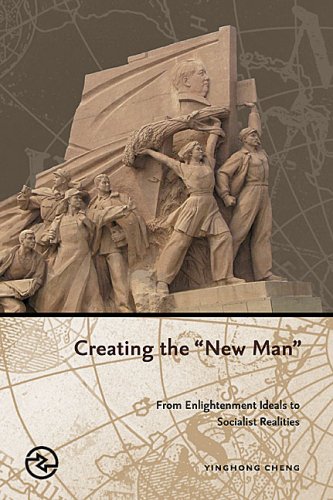 Creating the “New Man”
From Enlightenment Ideals to
Socialist Realities
YINGHONG CHENG